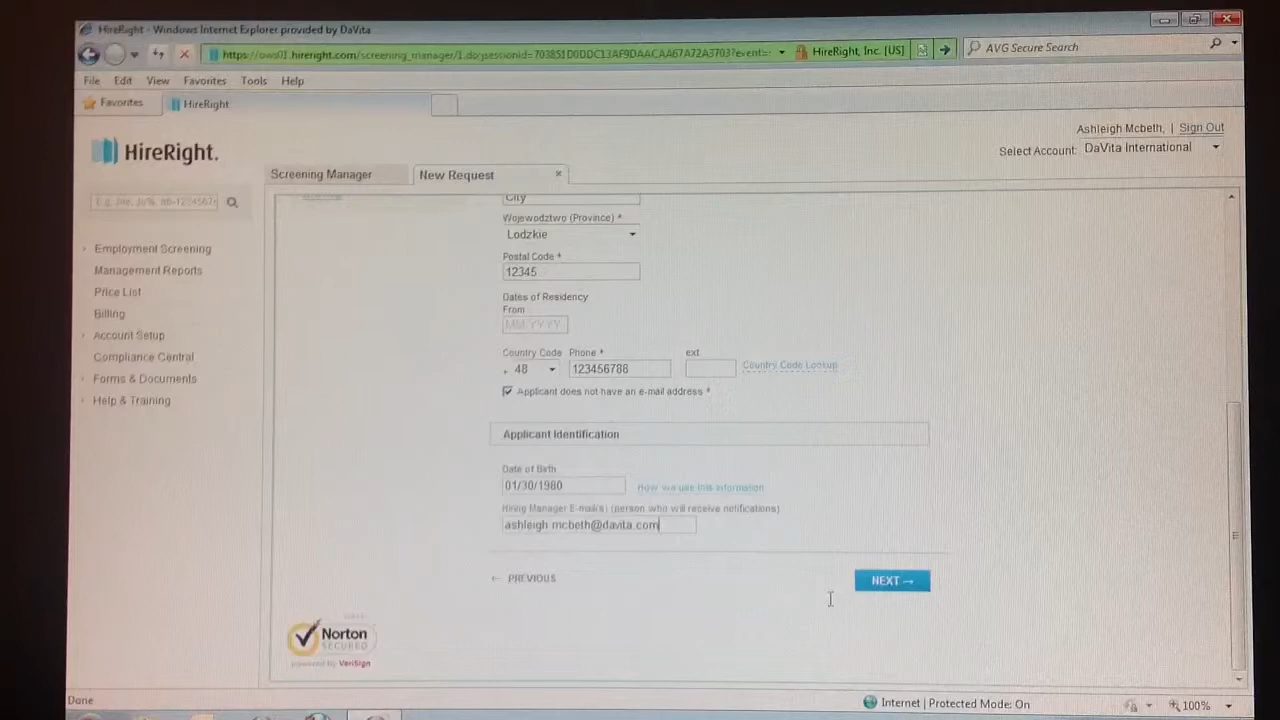 HireRight - Windows Internet Explorer provided by DaVita
HireRight, Inc. [US]
AVG Secure Search
File Edit View Favorites Tools Help
Favorites HireRight
Ashleigh Mcbeth, | Sign Out
HireRight.
Select Account: DaVita International
Screening Manager New Request ×
City
Employment Screening
Management Reports
Price List
Billing
Account Setup
Compliance Central
Forms & Documents
Help & Training
Wojewodztwo (Province) *
Lodzkie
Postal Code *
12345
Dates of Residency
From
MM.YYYY
Country Code Phone * ext
+ 48 123456788 Country Code Lookup
Applicant does not have an e-mail address *
Applicant Identification
Date of Birth
01/30/1980 How we use this information
Hiring Manager E-mail(s) (person who will receive notifications)
ashleigh.mcbeth@davita.com
← PREVIOUS NEXT →
Norton
SECURED
powered by VeriSign
Done
Internet | Protected Mode: On
100%